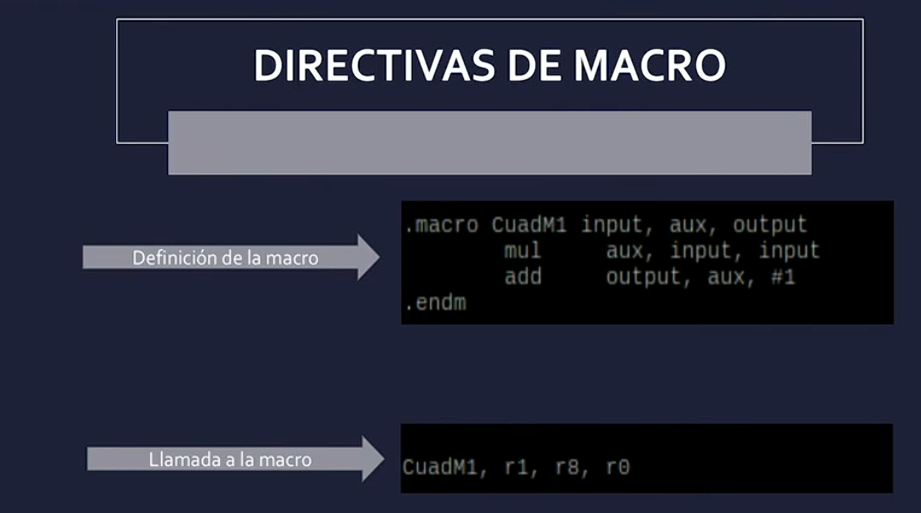 DIRECTIVAS DE MACRO
Definición de la macro
.macro CuadM1 input, aux, output
mul aux, input, input
add output, aux, #1
.endm
Llamada a la macro
CuadM1, r1, r8, r0